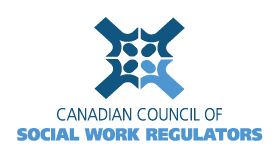 CANADIAN COUNCIL OF
SOCIAL WORK REGULATORS